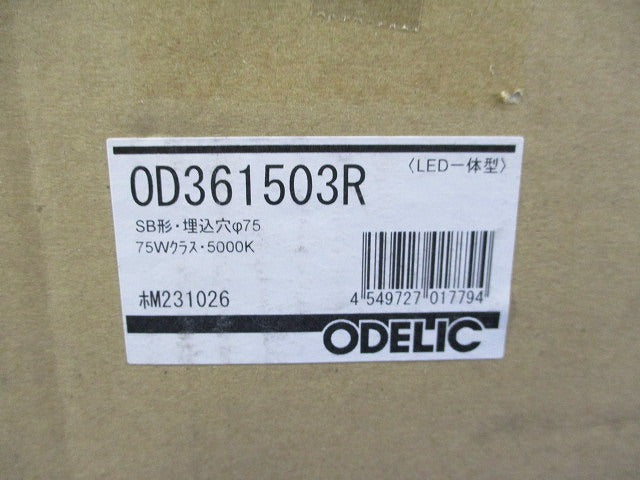 〈LED一体型〉
OD361503R
SB形・埋込穴φ75
75Wクラス・5000K
ホM231026
4 549727 017794
ODELIC